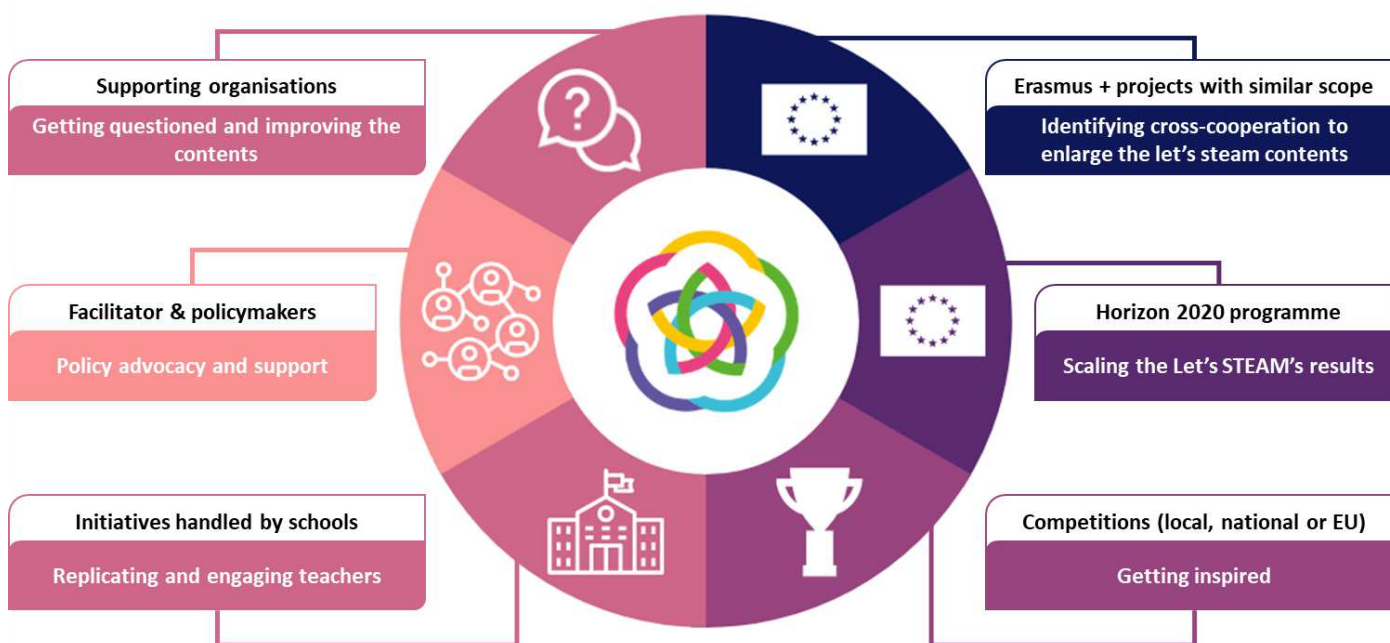 Supporting organisations
Getting questioned and improving the
contents
?
Facilitator & policymakers
Policy advocacy and support
Initiatives handled by schools
Replicating and engaging teachers
Erasmus + projects with similar scope
Identifying cross-cooperation to
enlarge the let’s steam contents
Horizon 2020 programme
Scaling the Let’s STEAM’s results
Competitions (local, national or EU)
Getting inspired